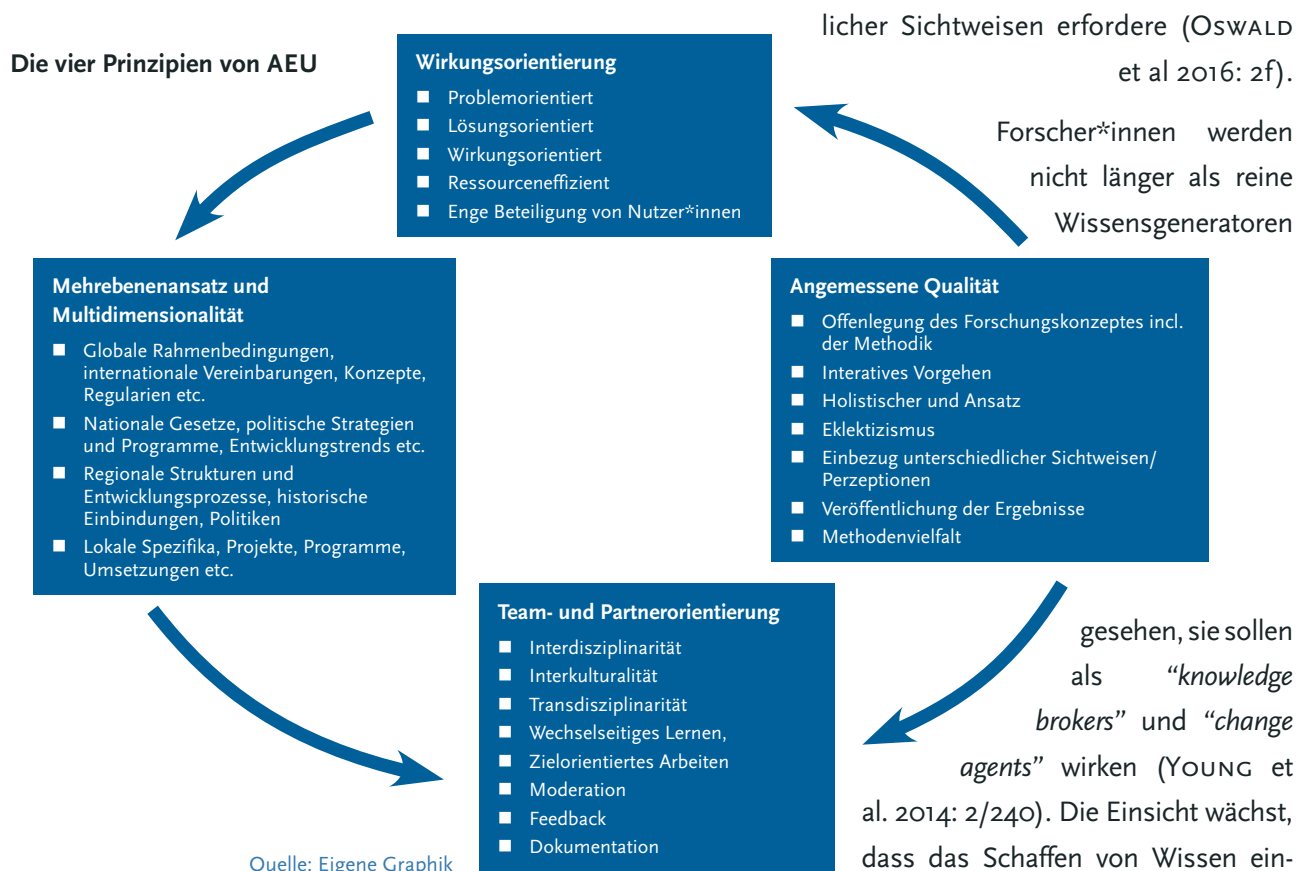 Die vier Prinzipien von AEU
Wirkungsorientierung
Problemorientiert
Lösungsorientiert
Wirkungsorientiert
Ressourceneffizient
Enge Beteiligung von Nutzer*innen
Mehrebenenansatz und
Multidimensionalität
Globale Rahmenbedingungen,
internationale Vereinbarungen, Konzepte,
Regularien etc.
Nationale Gesetze, politische Strategien
und Programme, Entwicklungstrends etc.
Regionale Strukturen und
Entwicklungsprozesse, historische
Einbindungen, Politiken
Lokale Spezifika, Projekte, Programme,
Umsetzungen etc.
Angemessene Qualität
Offenlegung des Forschungskonzeptes incl.
der Methodik
Interatives Vorgehen
Holistischer und Ansatz
Eklektizismus
Einbezug unterschiedlicher Sichtweisen/
Perzeptionen
Veröffentlichung der Ergebnisse
Methodenvielfalt
Team- und Partnerorientierung
Interdisziplinarität
Interkulturalität
Transdisziplinarität
Wechselseitiges Lernen,
Zielorientiertes Arbeiten
Moderation
Feedback
Dokumentation
Quelle: Eigene Graphik
licher Sichtweisen erfordere (Oswald
et al 2016: 2f).
Forscher*innen werden
nicht länger als reine
Wissensgeneratoren
gesehen, sie sollen
als "knowledge
brokers" und "change
agents" wirken (Young et
al. 2014: 2/240). Die Einsicht wächst,
dass das Schaffen von Wissen ein-